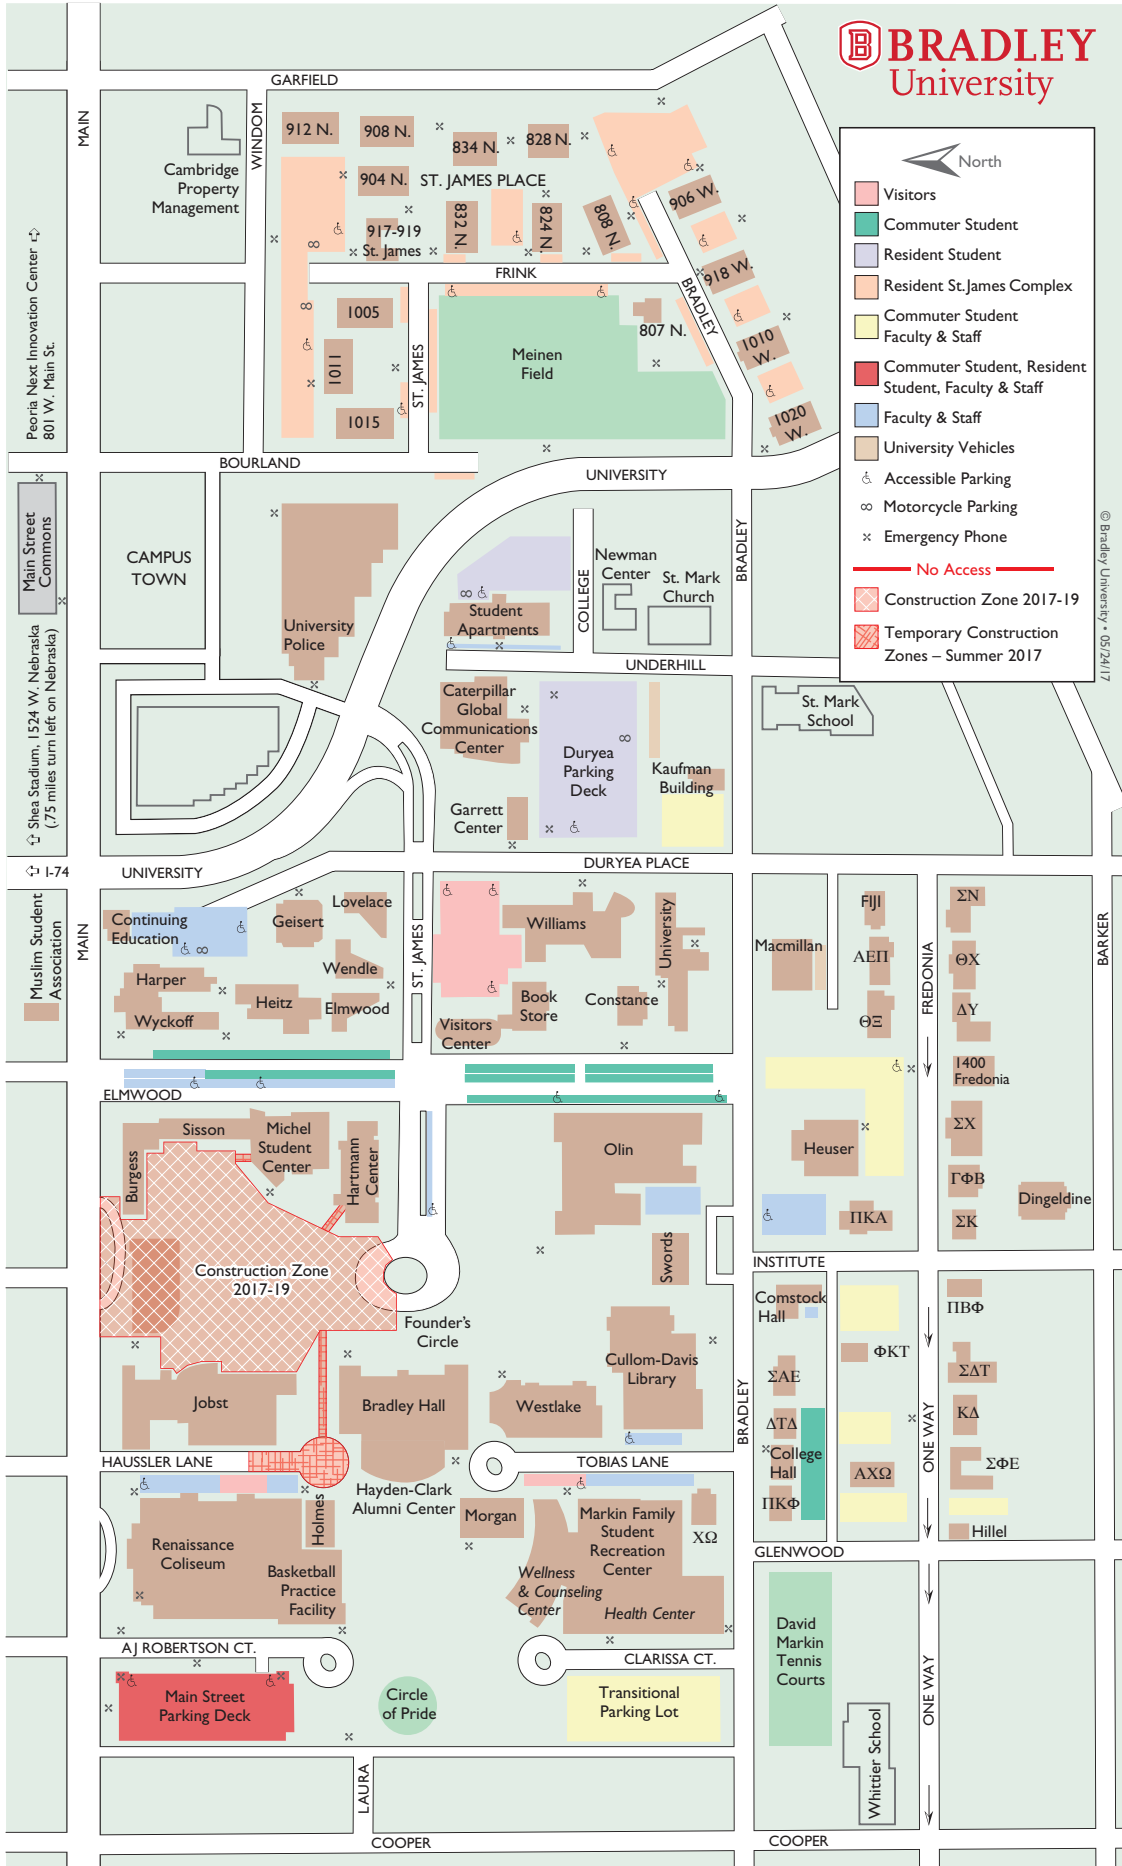 BRADLEY
University
North
Visitors
Commuter Student
Resident Student
Resident St.James Complex
Commuter Student
Faculty & Staff
Commuter Student, Resident
Student, Faculty & Staff
Faculty & Staff
University Vehicles
Accessible Parking
Motorcycle Parking
Emergency Phone
No Access
Construction Zone 2017-19
Temporary Construction
Zones – Summer 2017
© Bradley University • 05/24/17
GARFIELD
MAIN
WINDOM
Cambridge
Property
Management
912 N.
908 N.
834 N.
828 N.
904 N.
ST. JAMES PLACE
917-919
St. James
832 N.
824 N.
808 N.
906 W.
918 W.
1010
W.
1020
W.
FRINK
BRADLEY
1005
1011
1015
ST. JAMES
Meinen
Field
807 N.
Peoria Next Innovation Center
801 W. Main St.
BOURLAND
UNIVERSITY
Main Street
Commons
CAMPUS
TOWN
University
Police
Student
Apartments
COLLEGE
Newman
Center
St. Mark
Church
BRADLEY
UNDERHILL
Shea Stadium, 1524 W. Nebraska
(.75 miles turn left on Nebraska)
Caterpillar
Global
Communications
Center
Duryea
Parking
Deck
Kaufman
Building
Garrett
Center
St. Mark
School
I-74
UNIVERSITY
DURYEA PLACE
Muslim Student
Association
MAIN
Continuing
Education
Geisert
Lovelace
Wendle
Harper
Heitz
Elmwood
Wyckoff
ST. JAMES
Williams
University
Book
Store
Constance
Visitors
Center
Macmillan
FIJI
ΑΕΠ
ΘΞ
FREDONIA
ΣΝ
ΘΧ
ΔΥ
1400
Fredonia
BARKER
ELMWOOD
Sisson
Michel
Student
Center
Burgess
Hartmann
Center
Olin
Swords
Heuser
ΠΚΑ
ΣΧ
ΓΦΒ
ΣΚ
Dingeldine
Construction Zone
2017-19
Founder's
Circle
INSTITUTE
Comstock
Hall
ΠΒΦ
ΦΚΤ
ΣΑΕ
ΣΔΤ
Cullom-Davis
Library
Jobst
Bradley Hall
Westlake
BRADLEY
ΔΤΔ
College
Hall
ΚΔ
ΑΧΩ
ΣΦΕ
ΠΚΦ
ONE WAY
Hillel
HAUSSLER LANE
TOBIAS LANE
Hayden-Clark
Alumni Center
Holmes
Morgan
Renaissance
Coliseum
Basketball
Practice
Facility
Markin Family
Student
Recreation
Center
ΧΩ
Wellness
& Counseling
Center
Health Center
GLENWOOD
AJ ROBERTSON CT.
CLARISSA CT.
Main Street
Parking Deck
Circle
of Pride
Transitional
Parking Lot
David
Markin
Tennis
Courts
ONE WAY
Whittier School
LAURA
COOPER
COOPER